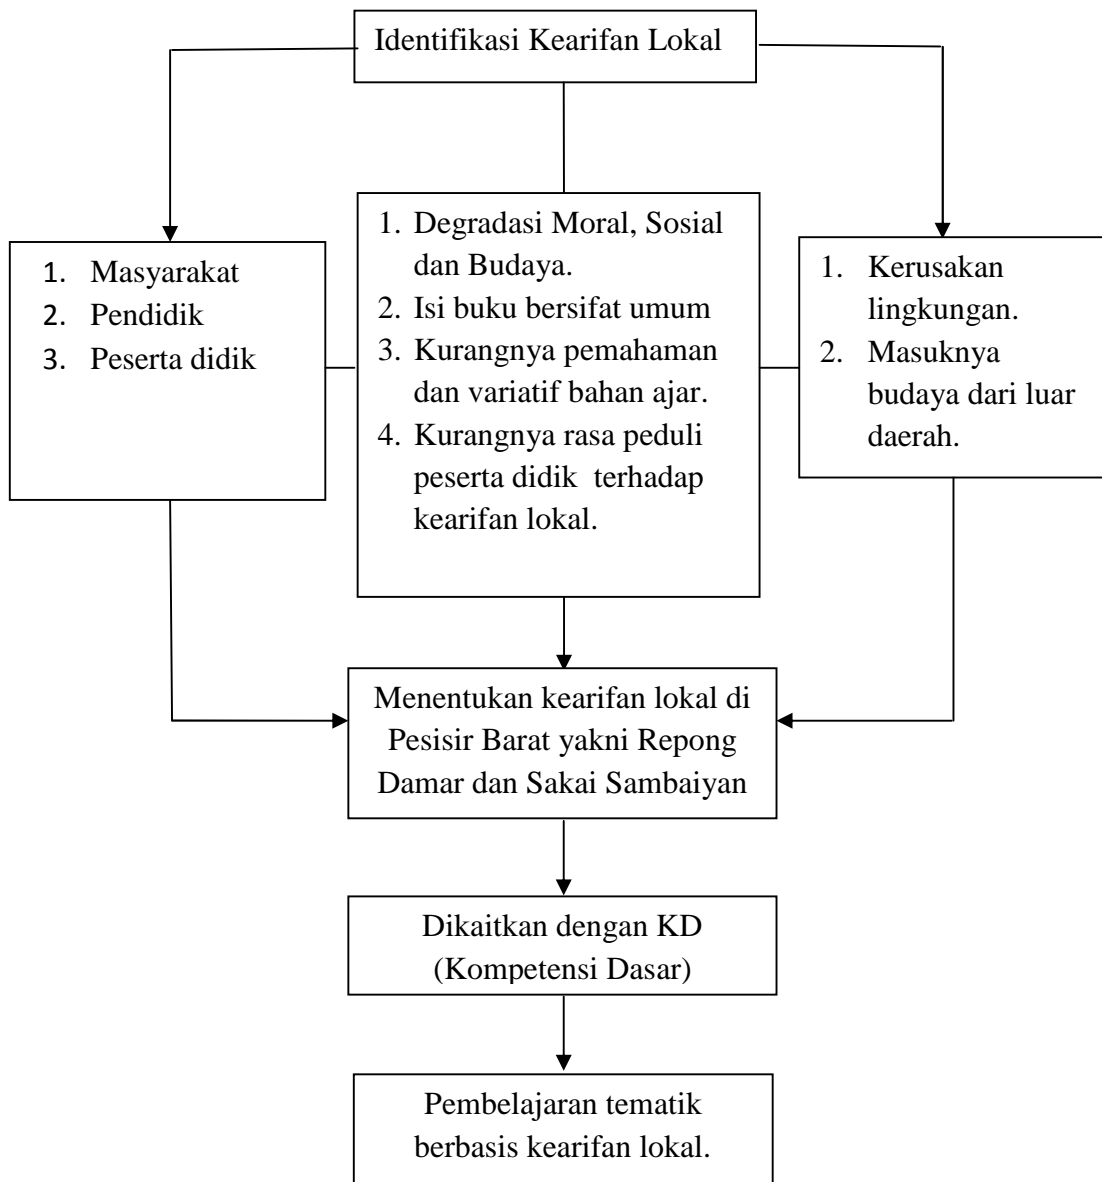 Identifikasi Kearifan Lokal
1. Masyarakat
2. Pendidik
3. Peserta didik
1. Degradasi Moral, Sosial
dan Budaya.
2. Isi buku bersifat umum
3. Kurangnya pemahaman
dan variatif bahan ajar.
4. Kurangnya rasa peduli
peserta didik terhadap
kearifan lokal.
1. Kerusakan
lingkungan.
2. Masuknya
budaya dari luar
daerah.
Menentukan kearifan lokal di
Pesisir Barat yakni Repong
Damar dan Sakai Sambaiyan
Dikaitkan dengan KD
(Kompetensi Dasar)
Pembelajaran tematik
berbasis kearifan lokal.